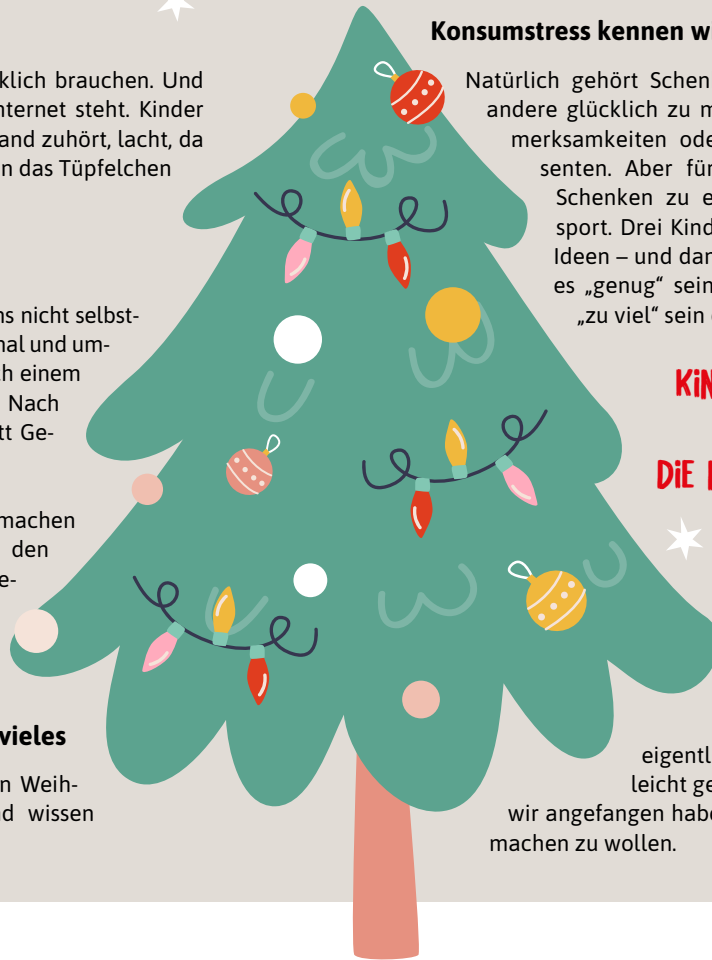 klich brauchen. Und
nternet steht. Kinder
and zuhört, lacht, da
n das Tüpfelchen
ns nicht selbst-
nal und um-
ch einem
Nach
tt Ge-
machen
den
e-
vieles
n Weih-
d wissen
Konsumstress kennen wi
Natürlich gehört Schen
andere glücklich zu m
merksamkeiten ode
senten. Aber für
Schenken zu e
sport. Drei Kind
Ideen – und dan
es „genug“ sein
„zu viel“ sein
KiN
DiE
eigentl
leicht ge
wir angefangen habe
machen zu wollen.